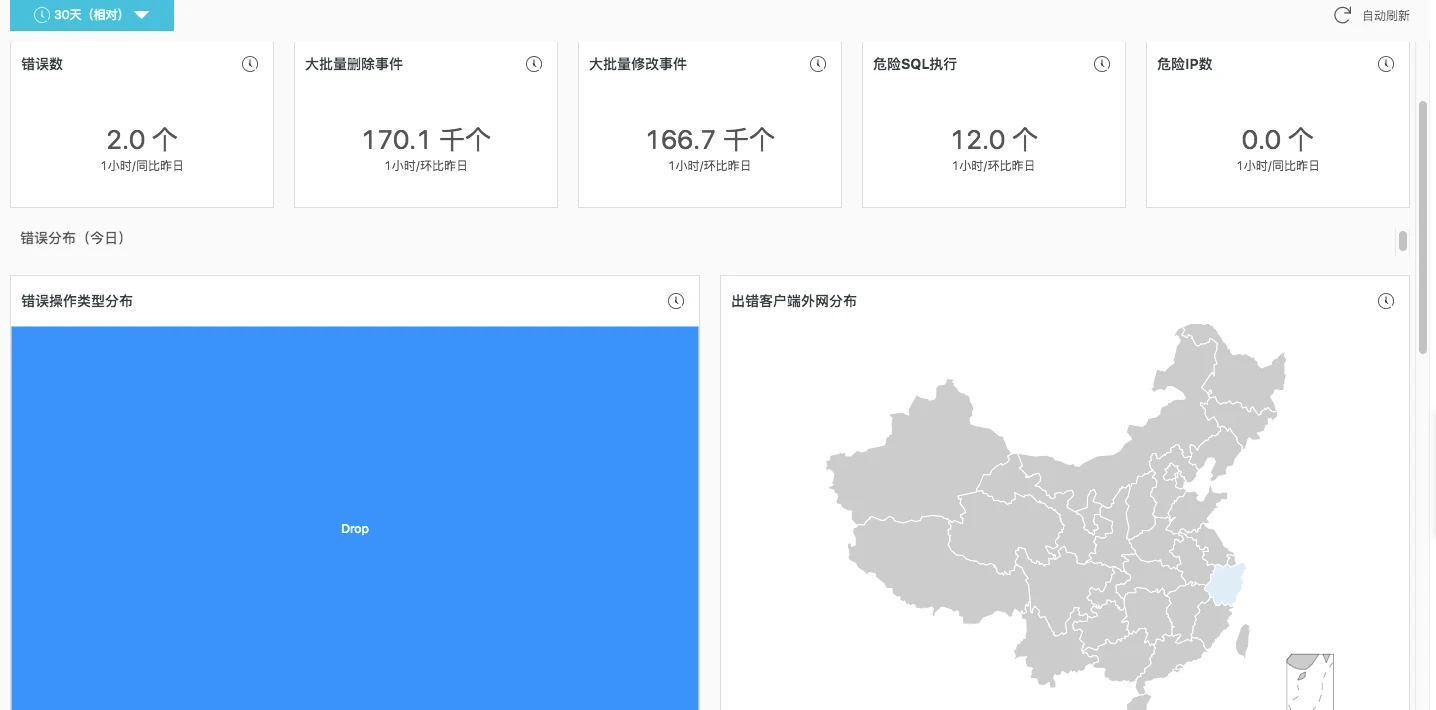 30天（相对）
自动刷新
错误数
2.0 个
1小时/同比昨日
大批量删除事件
170.1 千个
1小时/环比昨日
大批量修改事件
166.7 千个
1小时/环比昨日
危险SQL执行
12.0 个
1小时/环比昨日
危险IP数
0.0 个
1小时/同比昨日
错误分布（今日）
错误操作类型分布
Drop
出错客户端外网分布